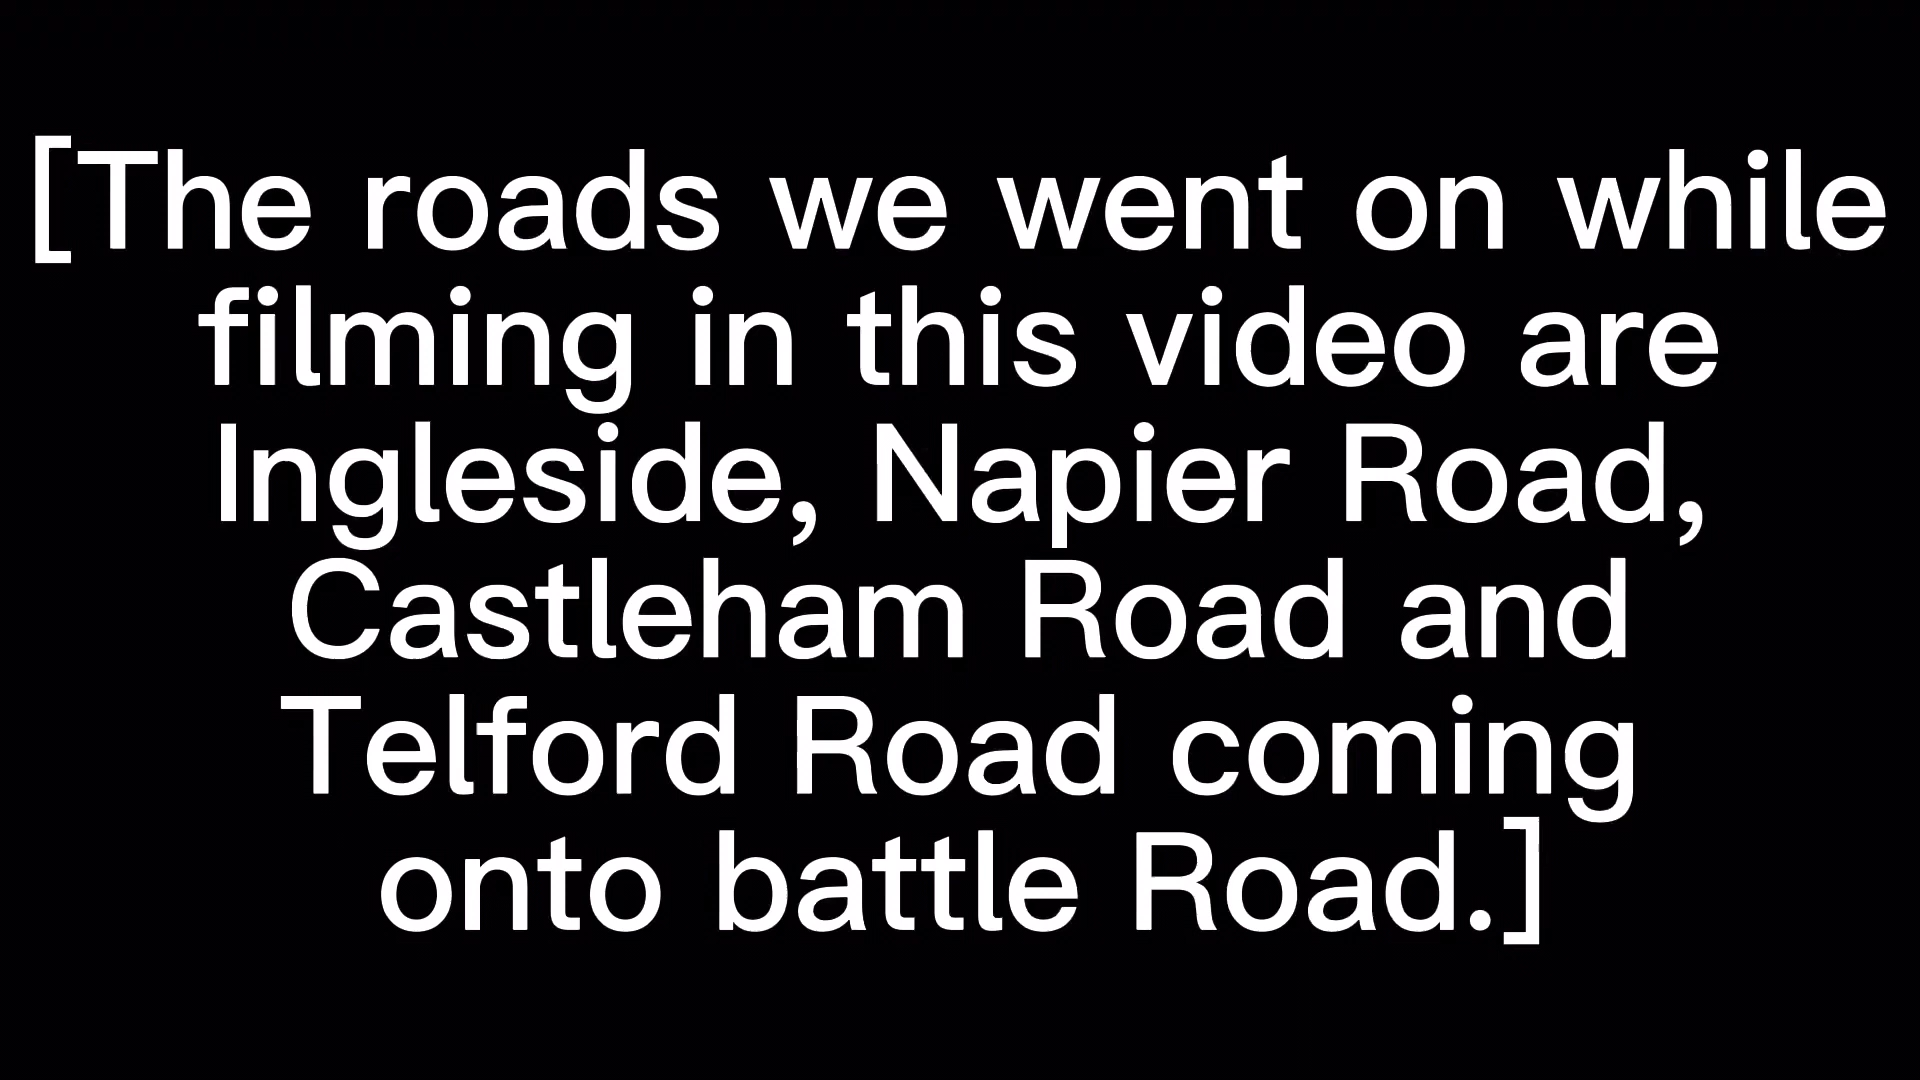 [The roads we went on while
filming in this video are
Ingleside, Napier Road,
Castleham Road and
Telford Road coming
onto battle Road.]